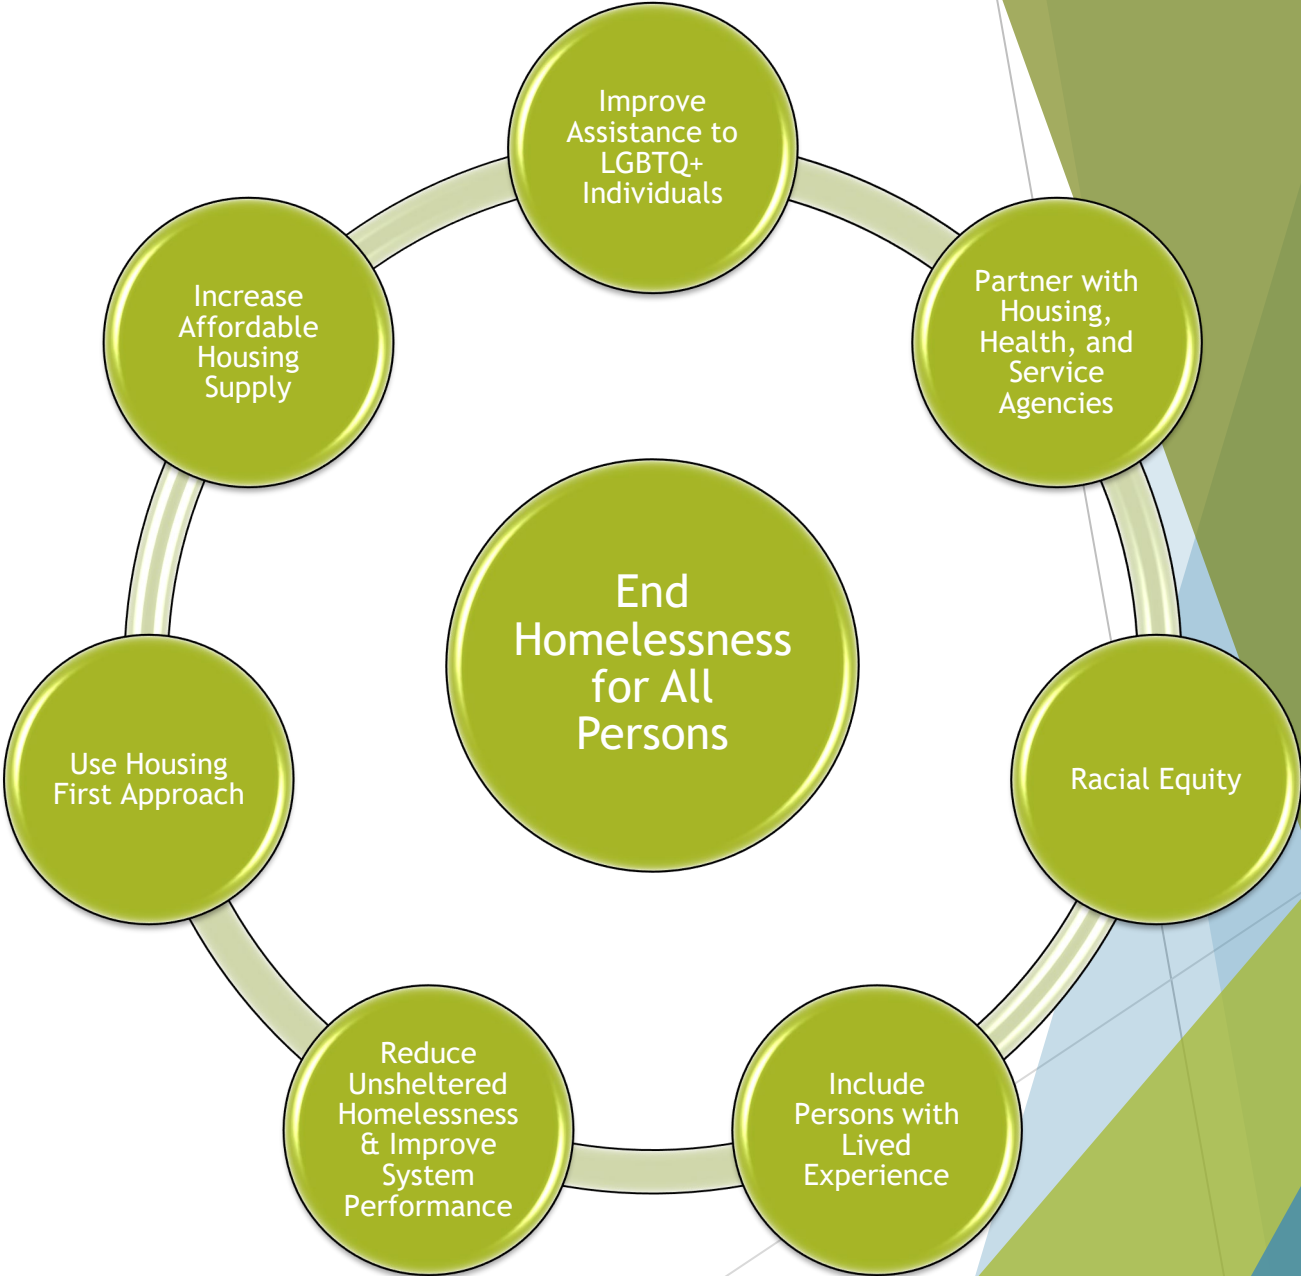 Improve
Assistance to
LGBTQ+
Individuals
Partner with
Housing,
Health, and
Service
Agencies
Racial Equity
Include
Persons with
Lived
Experience
Reduce
Unsheltered
Homelessness
& Improve
System
Performance
Use Housing
First Approach
Increase
Affordable
Housing
Supply
End
Homelessness
for All
Persons